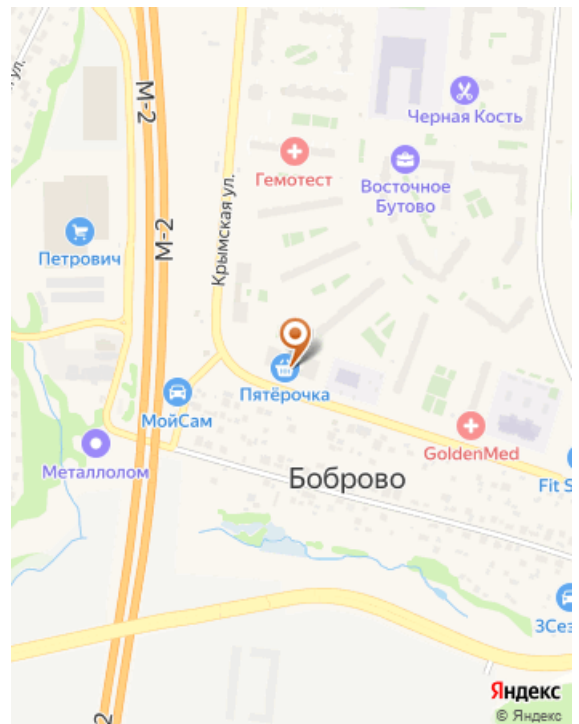 ул.
М-2
Черная Кость
Гемотест
Восточное
Бутово
Крымская ул.
М-2
Петрович
Пятёрочка
МойСам
GoldenMed
Металлолом
Боброво
Fit S
3Сез
Яндекс
2
© Яндекс